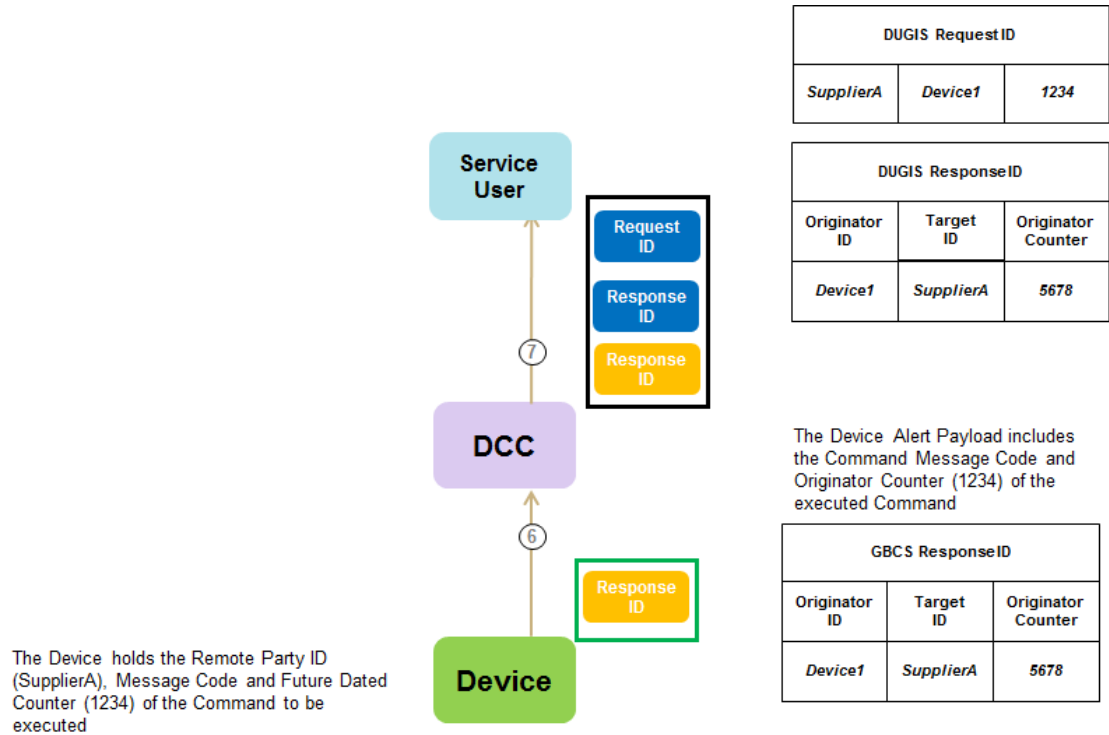 DUGIS Request ID
SupplierA Device1 1234
DUGIS ResponseID
Originator
ID
Target
ID
Originator
Counter
Device1 SupplierA 5678
Service
User
Request
ID
Response
ID
Response
ID
7
DCC
The Device Alert Payload includes
the Command Message Code and
Originator Counter (1234) of the
executed Command
6
Response
ID
GBCS ResponseID
Originator
ID
Target
ID
Originator
Counter
Device1 SupplierA 5678
Device
The Device holds the Remote Party ID
(SupplierA), Message Code and Future Dated
Counter (1234) of the Command to be
executed